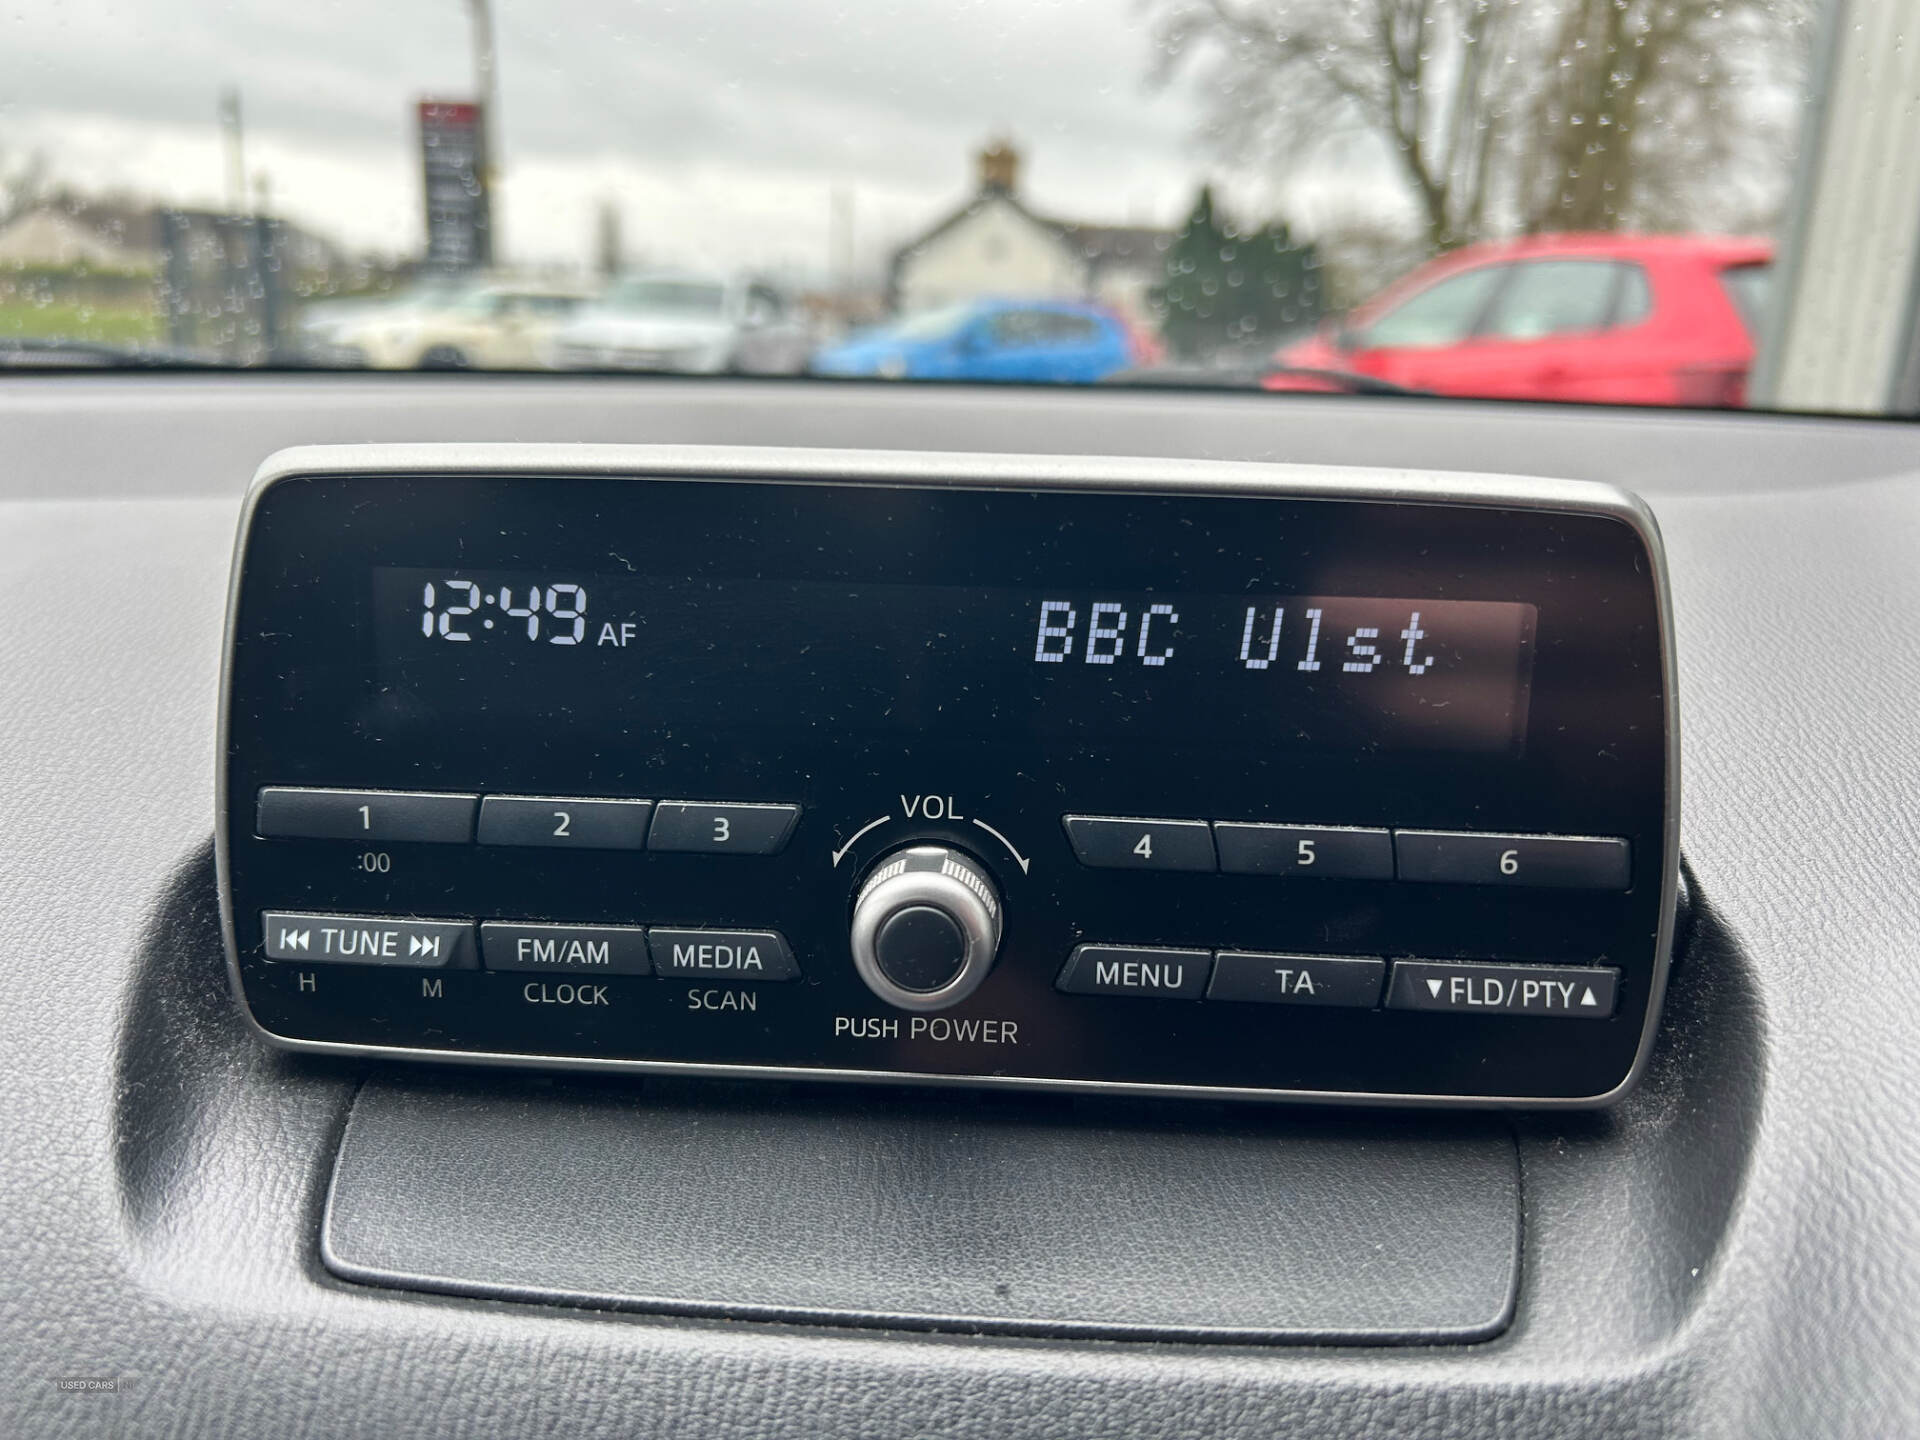 12:49 AF
BBC Ulst
VOL
1
2
3
4
5
6
:00
⏮ TUNE ⏭
FM/AM
MEDIA
MENU
TA
▼FLD/PTY▲
H
M
CLOCK
SCAN
PUSH POWER
USED CARS